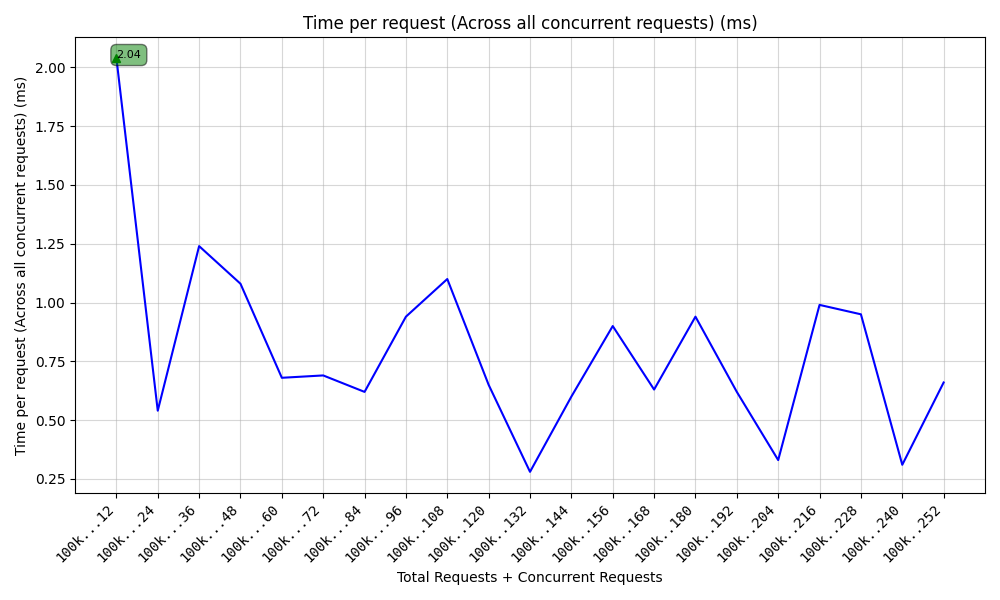 Time per request (Across all concurrent requests) (ms)
2.04
Time per request (Across all concurrent requests) (ms)
2.00
1.75
1.50
1.25
1.00
0.75
0.50
0.25
100k...12
100k...24
100k...36
100k...48
100k...60
100k...72
100k...84
100k...96
100k...108
100k...120
100k...132
100k...144
100k...156
100k...168
100k...180
100k...192
100k...204
100k...216
100k...228
100k...240
100k...252
Total Requests + Concurrent Requests